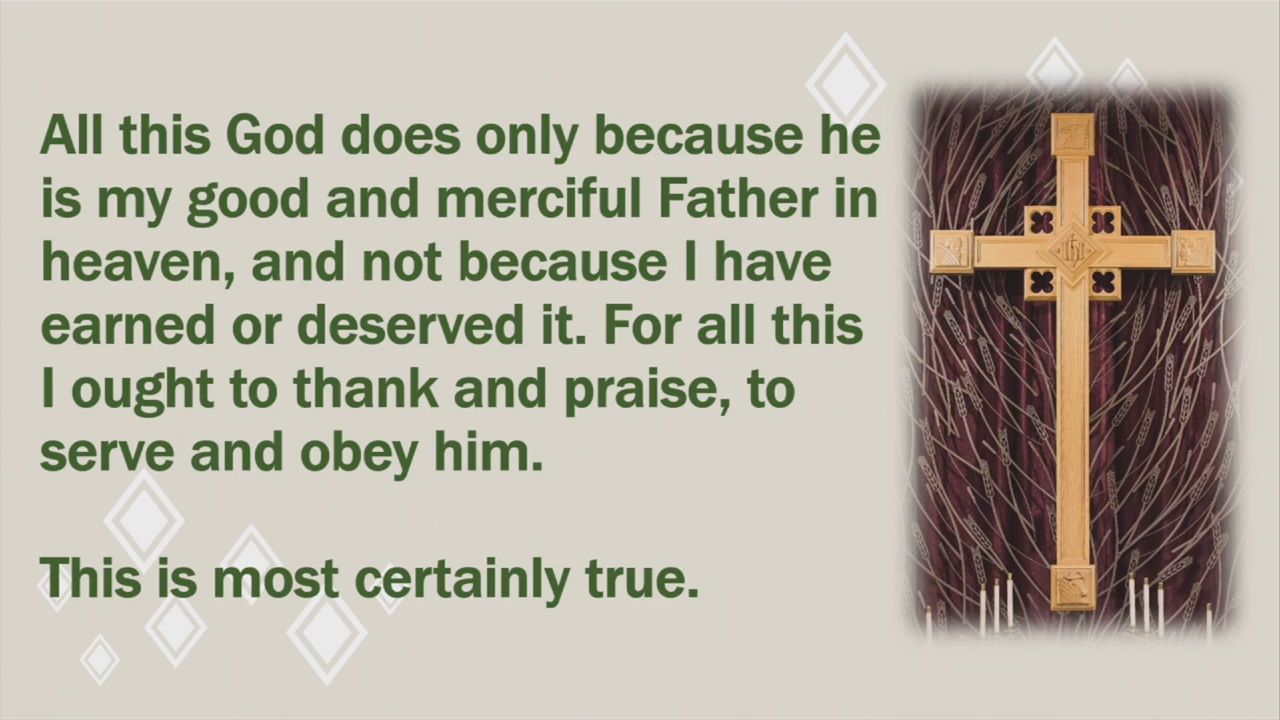 All this God does only because he
is my good and merciful Father in
heaven, and not because I have
earned or deserved it. For all this
I ought to thank and praise, to
serve and obey him.
This is most certainly true.
IHS